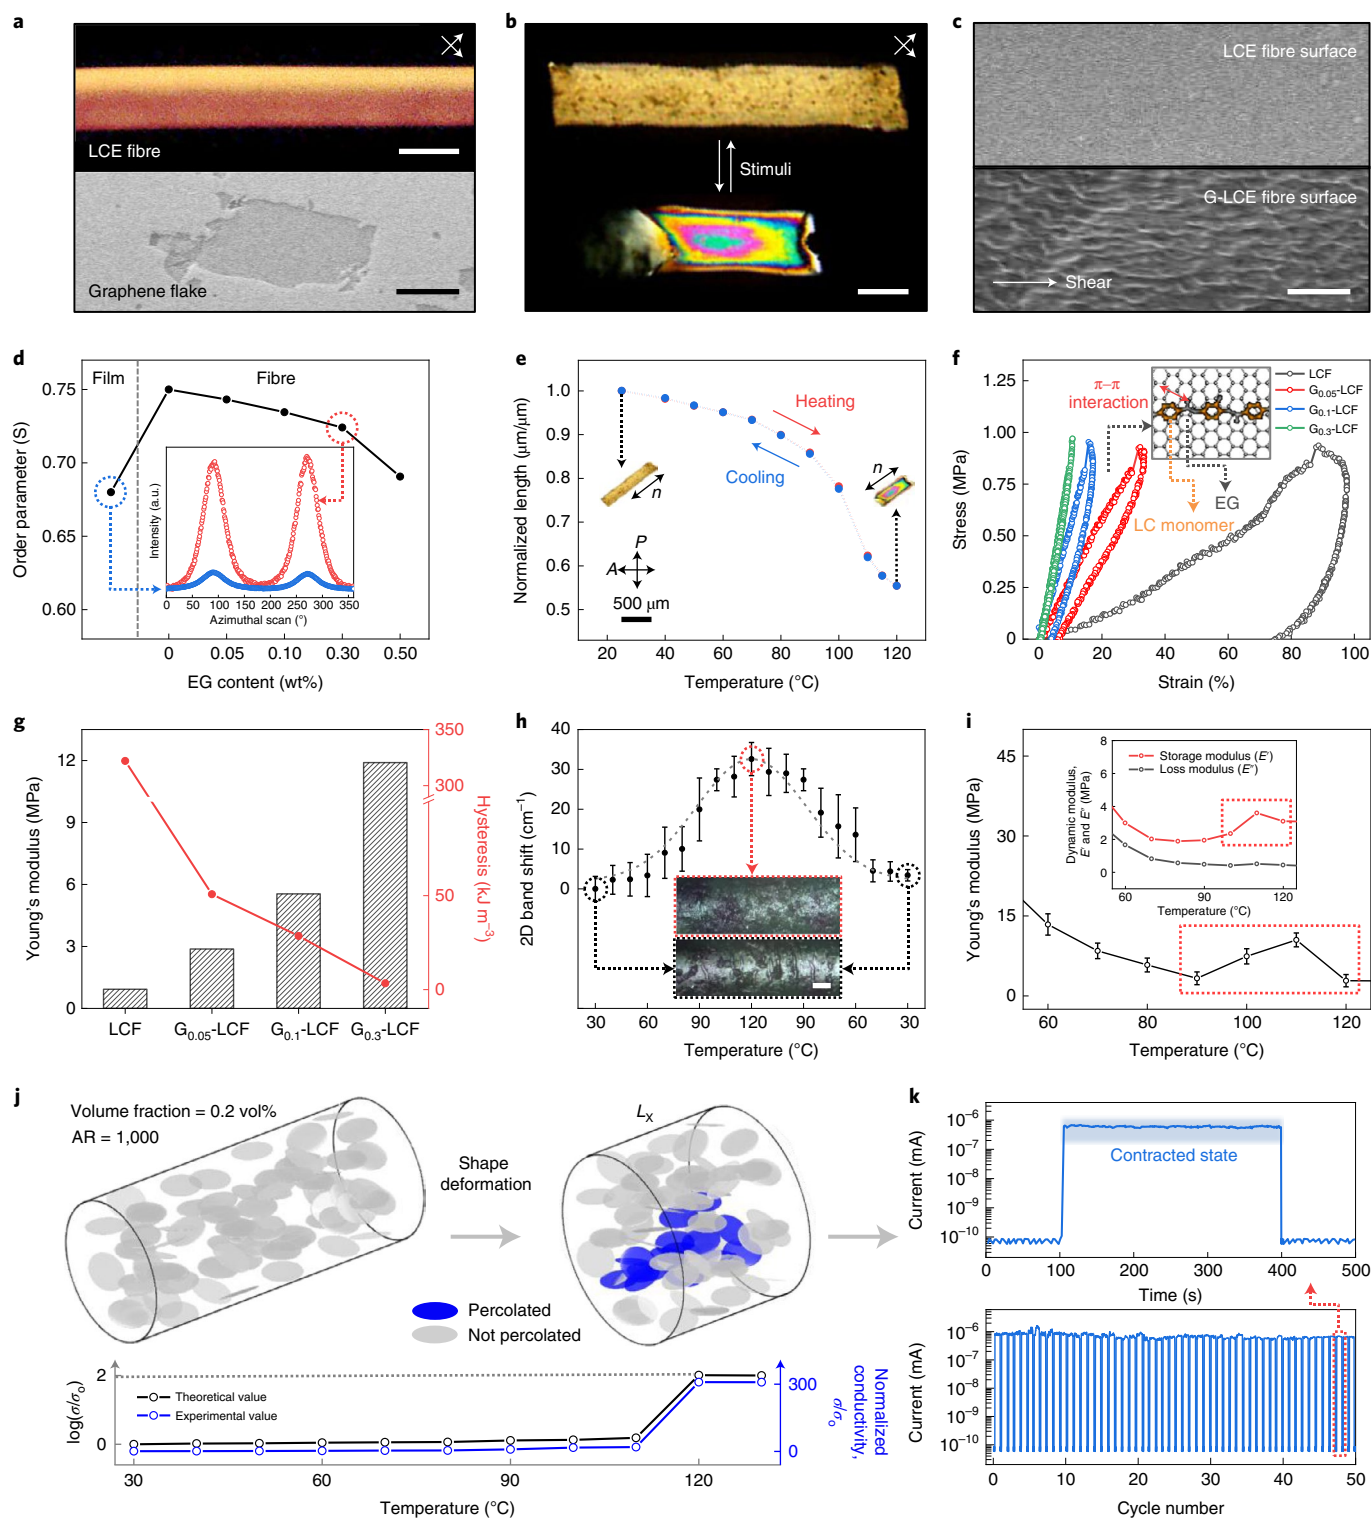 a
LCE fibre
Graphene flake
b
Stimuli
c
LCE fibre surface
G-LCE fibre surface
Shear
d
Film
Fibre
Order parameter (S)
0.75
0.70
0.65
0.60
Intensity (a.u.)
0 50 100 150 200 250 300 350
Azimuthal scan (°)
0 0.05 0.10 0.30 0.50
EG content (wt%)
e
Normalized length (μm/μm)
1.0
0.9
0.8
0.7
0.6
0.5
Heating
Cooling
n
n
P
A
500 μm
20 40 60 80 100 120
Temperature (°C)
f
Stress (MPa)
1.25
1.00
0.75
0.50
0.25
0
π–π
interaction
EG
LC monomer
LCF
G0.05-LCF
G0.1-LCF
G0.3-LCF
0 20 40 60 80 100
Strain (%)
g
Young's modulus (MPa)
12
9
6
3
0
Hysteresis (kJ m−3)
350
300
50
0
LCF G0.05-LCF G0.1-LCF G0.3-LCF
h
2D band shift (cm−1)
40
30
20
10
0
30 60 90 120 90 60 30
Temperature (°C)
i
Young's modulus (MPa)
45
30
15
0
Dynamic modulus,
E′ and E″ (MPa)
8
6
4
2
0
Storage modulus (E′)
Loss modulus (E″)
60 90 120
Temperature (°C)
60 80 100 120
Temperature (°C)
j
Volume fraction = 0.2 vol%
AR = 1,000
Shape
deformation
LX
Percolated
Not percolated
log(σ/σo)
2
0
Theoretical value
Experimental value
300
0
Normalized
conductivity,
σ/σo
30 60 90 120
Temperature (°C)
k
Current (mA)
10−6
10−7
10−8
10−9
10−10
Contracted state
0 100 200 300 400 500
Time (s)
Current (mA)
10−6
10−7
10−8
10−9
10−10
0 10 20 30 40 50
Cycle number